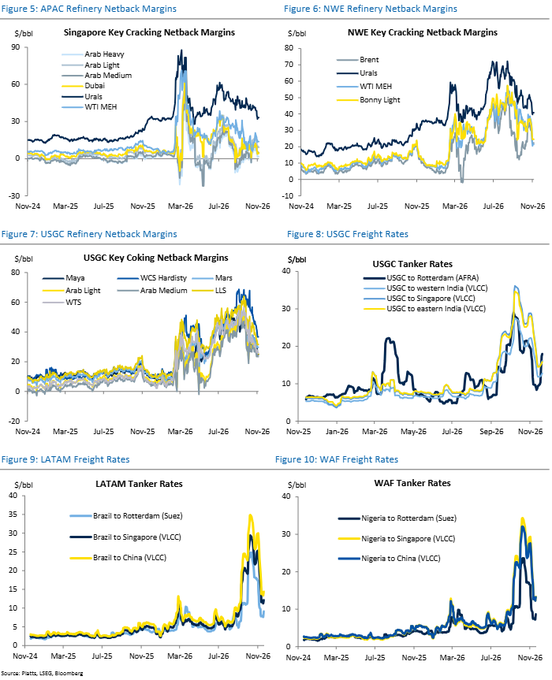 Figure 5: APAC Refinery Netback Margins
Figure 6: NWE Refinery Netback Margins
$/bbl
Singapore Key Cracking Netback Margins
90
60
30
0
-30
Arab Heavy
Arab Light
Arab Medium
Dubai
Urals
WTI MEH
Nov-24 Mar-25 Jul-25 Nov-25 Mar-26 Jul-26 Nov-26
$/bbl
NWE Key Cracking Netback Margins
80
70
60
50
40
30
20
10
0
-10
Brent
Urals
WTI MEH
Bonny Light
Nov-24 Mar-25 Jul-25 Nov-25 Mar-26 Jul-26 Nov-26
Figure 7: USGC Refinery Netback Margins
Figure 8: USGC Freight Rates
$/bbl
USGC Key Coking Netback Margins
80
60
40
20
0
-20
Maya WCS Hardisty Mars
Arab Light Arab Medium LLS
WTS
Nov-24 Mar-25 Jul-25 Nov-25 Mar-26 Jul-26 Nov-26
$/bbl
USGC Tanker Rates
40
30
20
10
0
USGC to Rotterdam (AFRA)
USGC to western India (VLCC)
USGC to Singapore (VLCC)
USGC to eastern India (VLCC)
Nov-25 Jan-26 Mar-26 May-26 Jul-26 Sep-26 Nov-26
Figure 9: LATAM Freight Rates
Figure 10: WAF Freight Rates
$/bbl
LATAM Tanker Rates
40
35
30
25
20
15
10
5
0
Brazil to Rotterdam (Suez)
Brazil to Singapore (VLCC)
Brazil to China (VLCC)
Nov-24 Mar-25 Jul-25 Nov-25 Mar-26 Jul-26 Nov-26
$/bbl
WAF Tanker Rates
40
30
20
10
0
Nigeria to Rotterdam (Suez)
Nigeria to Singapore (VLCC)
Nigeria to China (VLCC)
Nov-24 Mar-25 Jul-25 Nov-25 Mar-26 Jul-26 Nov-26
Source: Platts, LSEG, Bloomberg